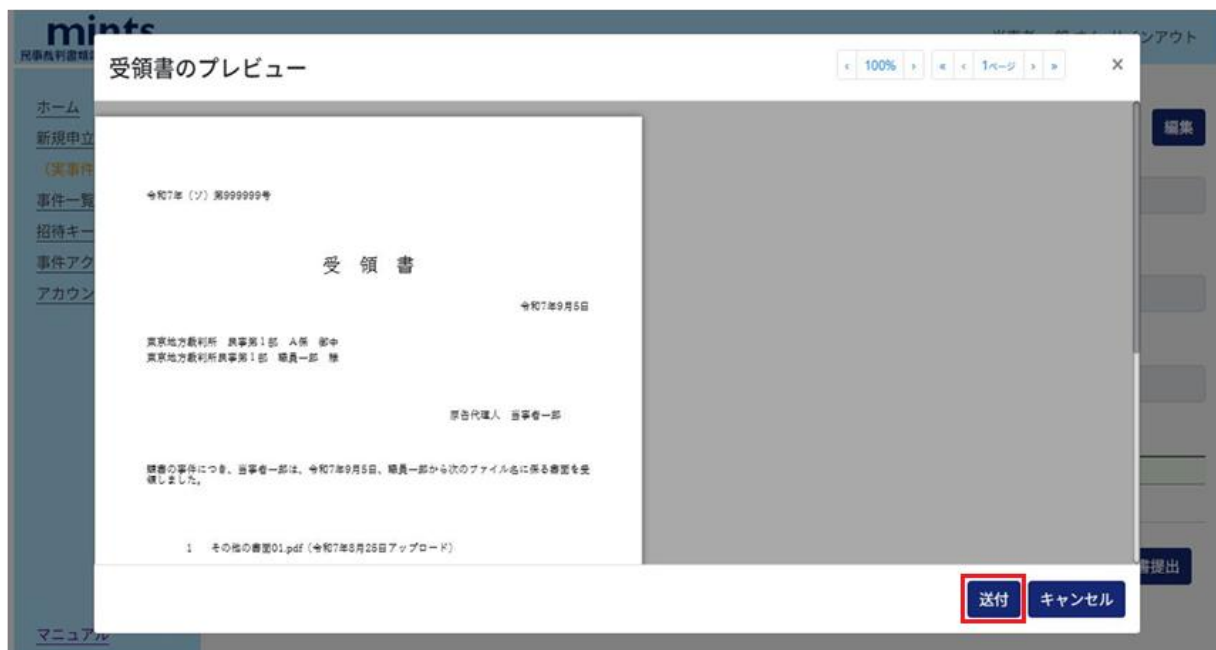 mints
民事裁判書類
サインアウト
受領書のプレビュー
‹ 100% › « ‹ 1ページ › » ×
ホーム
新規申立
（実事件
事件一覧
招待キー
事件アク
アカウン
編集
令和7年（ソ）第999999号
受 領 書
令和7年9月5日
東京地方裁判所 民事第1部 A係 御中
東京地方裁判所民事第1部 職員一郎 様
原告代理人 当事者一郎
頭書の事件につき、当事者一郎は、令和7年9月5日、職員一郎から次のファイル名に係る書面を受
領しました。
1 その他の書面01.pdf（令和7年8月25日アップロード）
書提出
送付 キャンセル
マニュアル